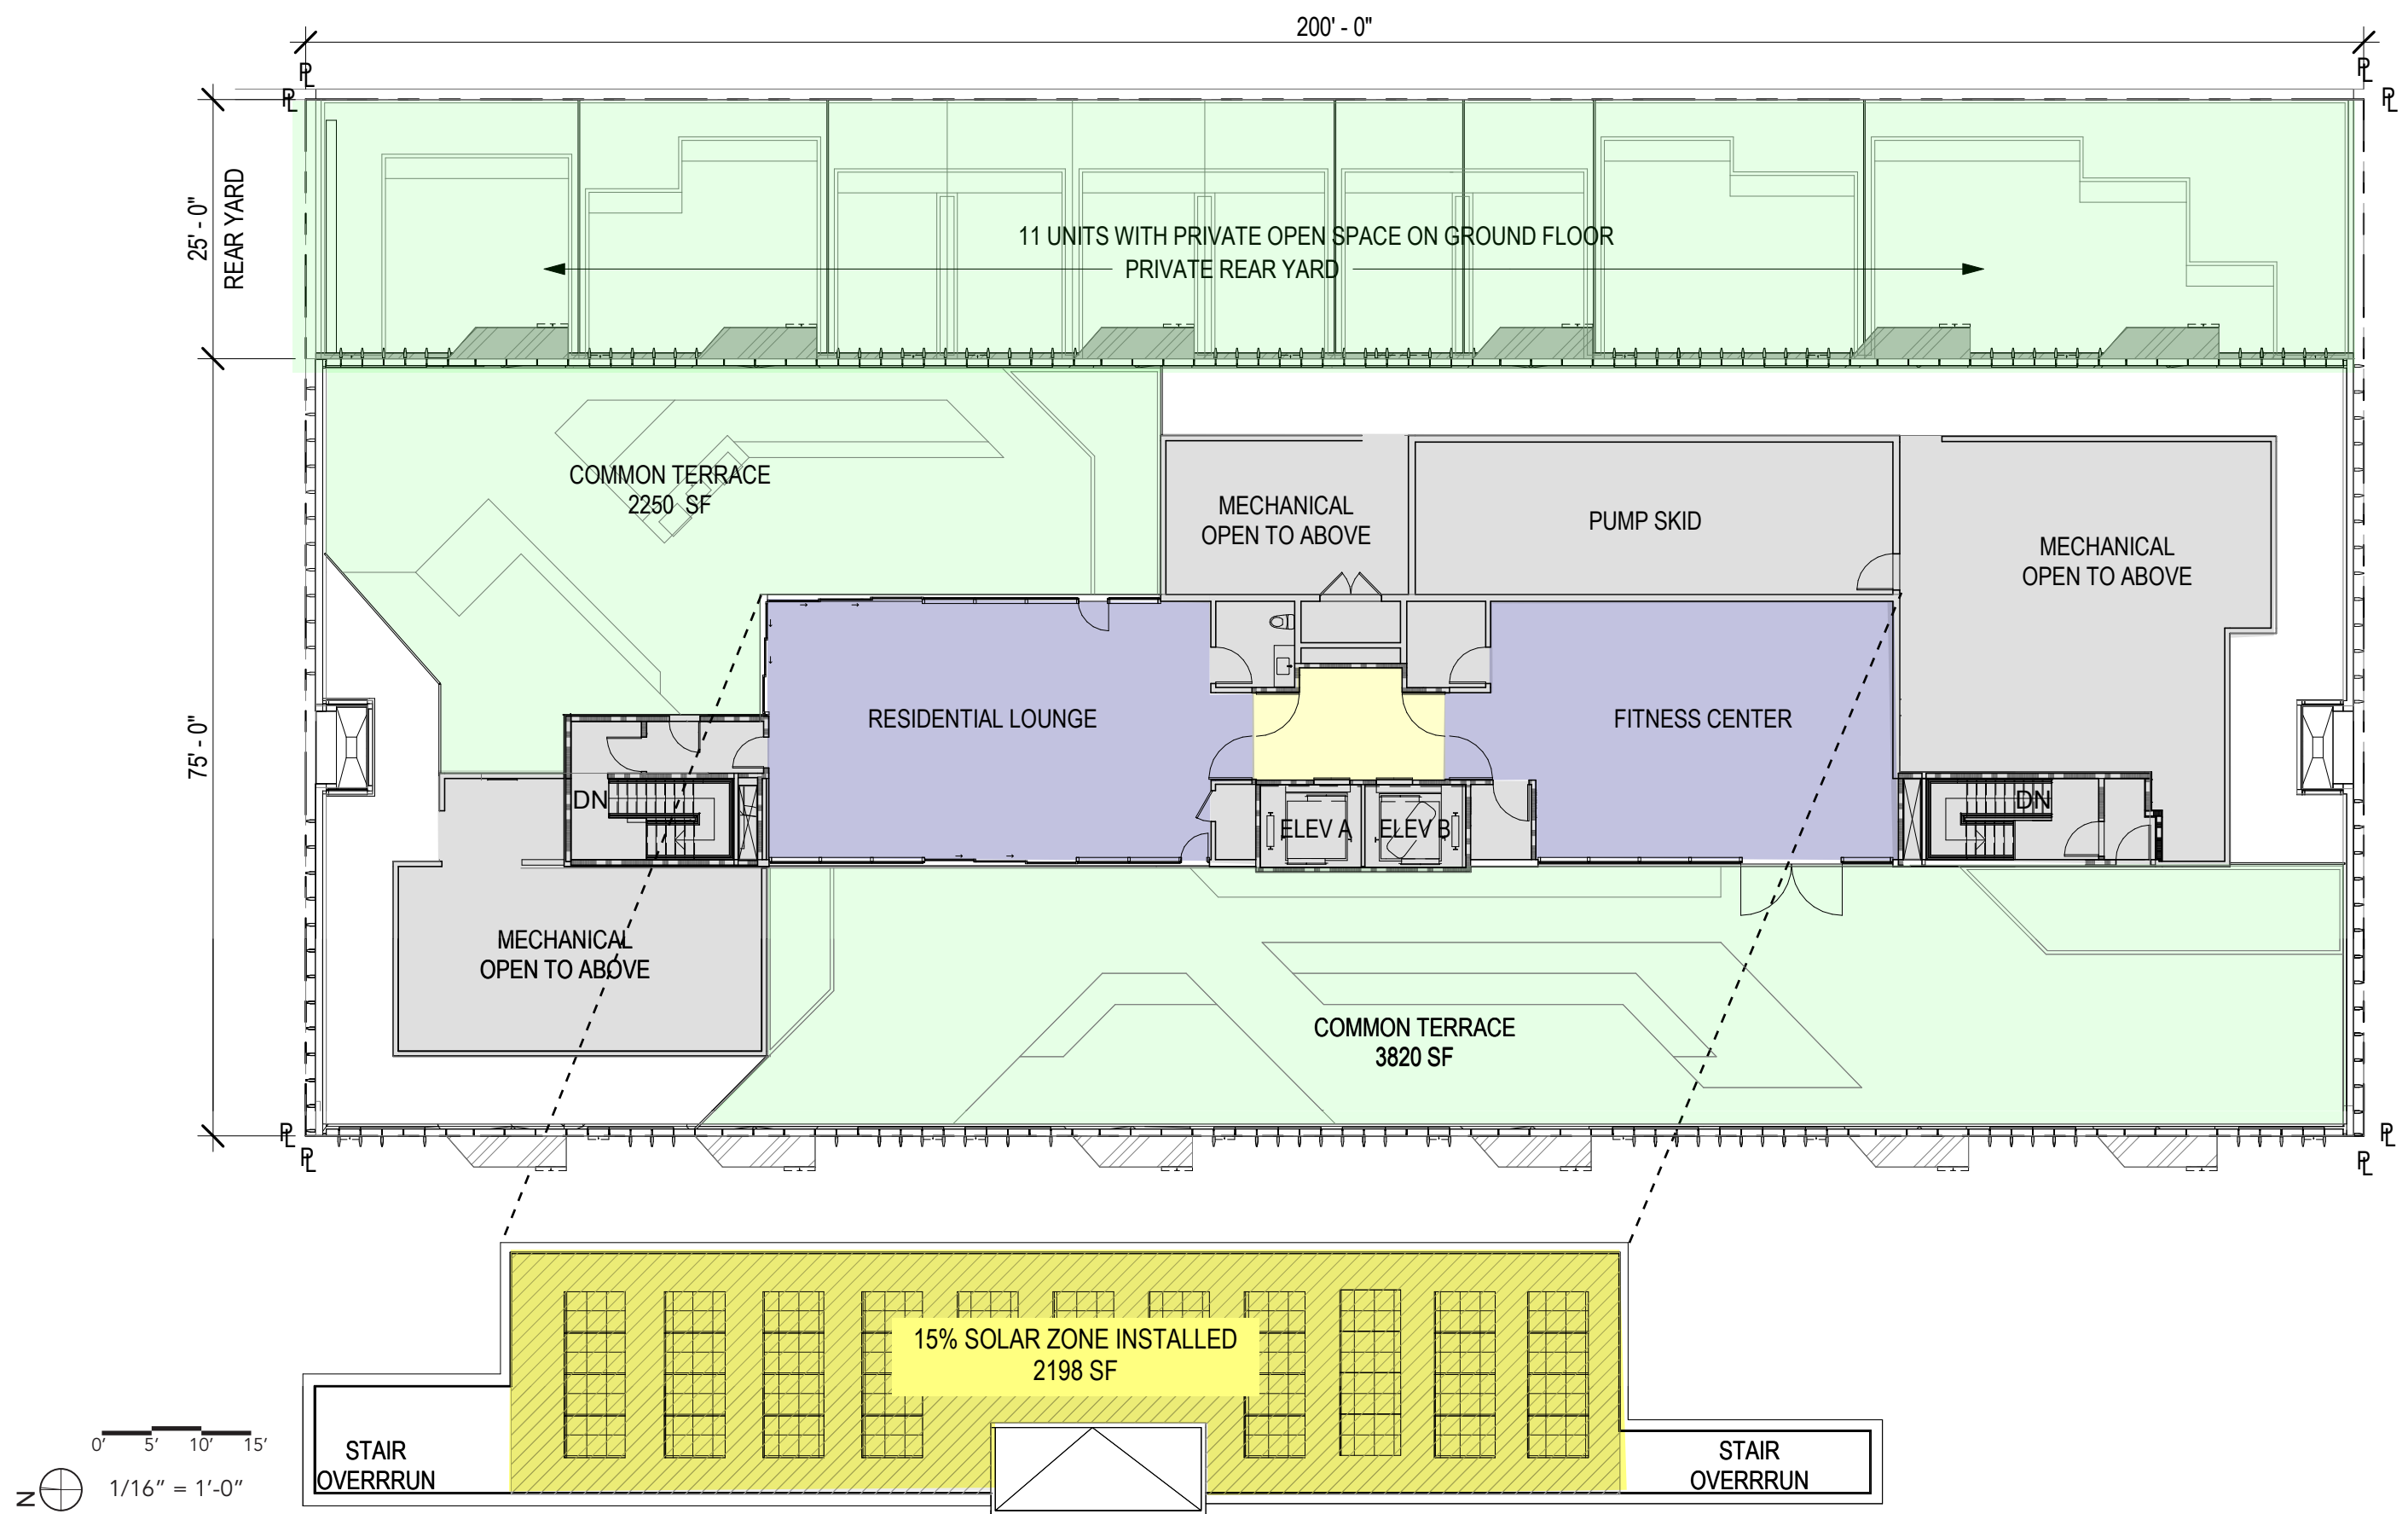 200' - 0"
PL
PL
PL
PL
25' - 0"
REAR YARD
11 UNITS WITH PRIVATE OPEN SPACE ON GROUND FLOOR
PRIVATE REAR YARD
COMMON TERRACE
2250 SF
MECHANICAL
OPEN TO ABOVE
PUMP SKID
MECHANICAL
OPEN TO ABOVE
75' - 0"
RESIDENTIAL LOUNGE
FITNESS CENTER
DN
ELEV A
ELEV B
DN
MECHANICAL
OPEN TO ABOVE
COMMON TERRACE
3820 SF
PL
PL
PL
PL
15% SOLAR ZONE INSTALLED
2198 SF
STAIR
OVERRRUN
STAIR
OVERRRUN
0' 5' 10' 15'
N
1/16" = 1'-0"